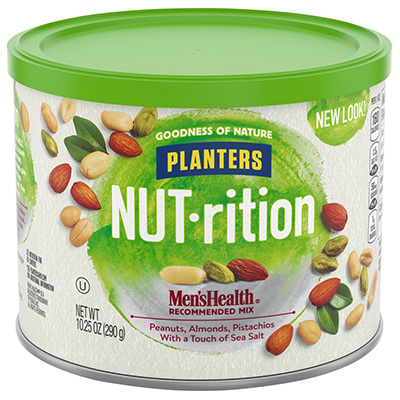 GOODNESS OF NATURE
PLANTERS
NUT·rition
NEW LOOK!
Men'sHealth®
RECOMMENDED MIX
Peanuts, Almonds, Pistachios
With a Touch of Sea Salt
U
NET WT
10.25 OZ (290 g)